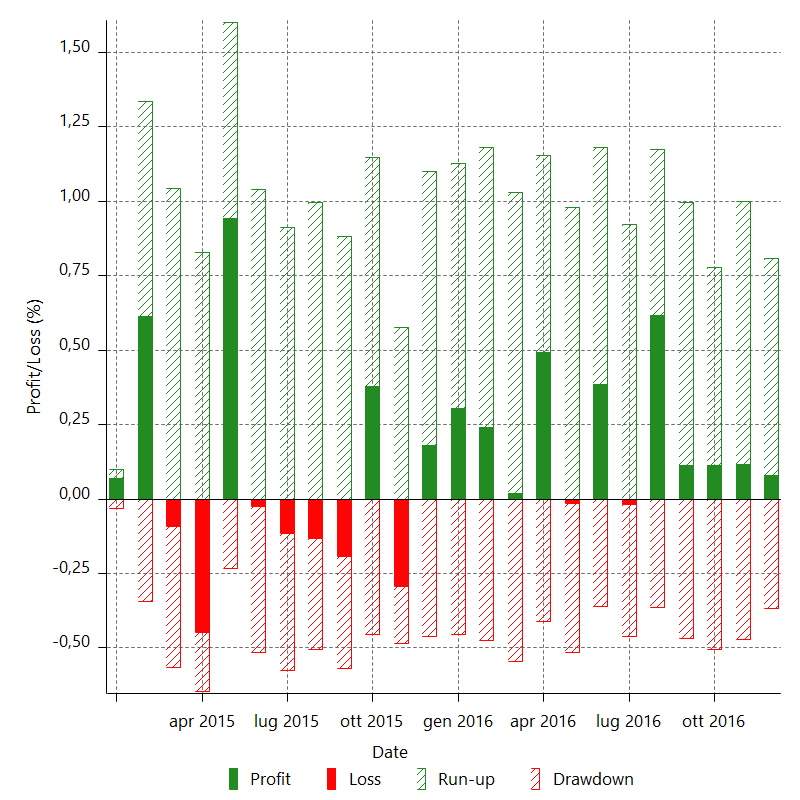 1,50
1,25
1,00
0,75
0,50
0,25
0,00
-0,25
-0,50
Profit/Loss (%)
apr 2015 lug 2015 ott 2015 gen 2016 apr 2016 lug 2016 ott 2016
Date
Profit Loss Run-up Drawdown